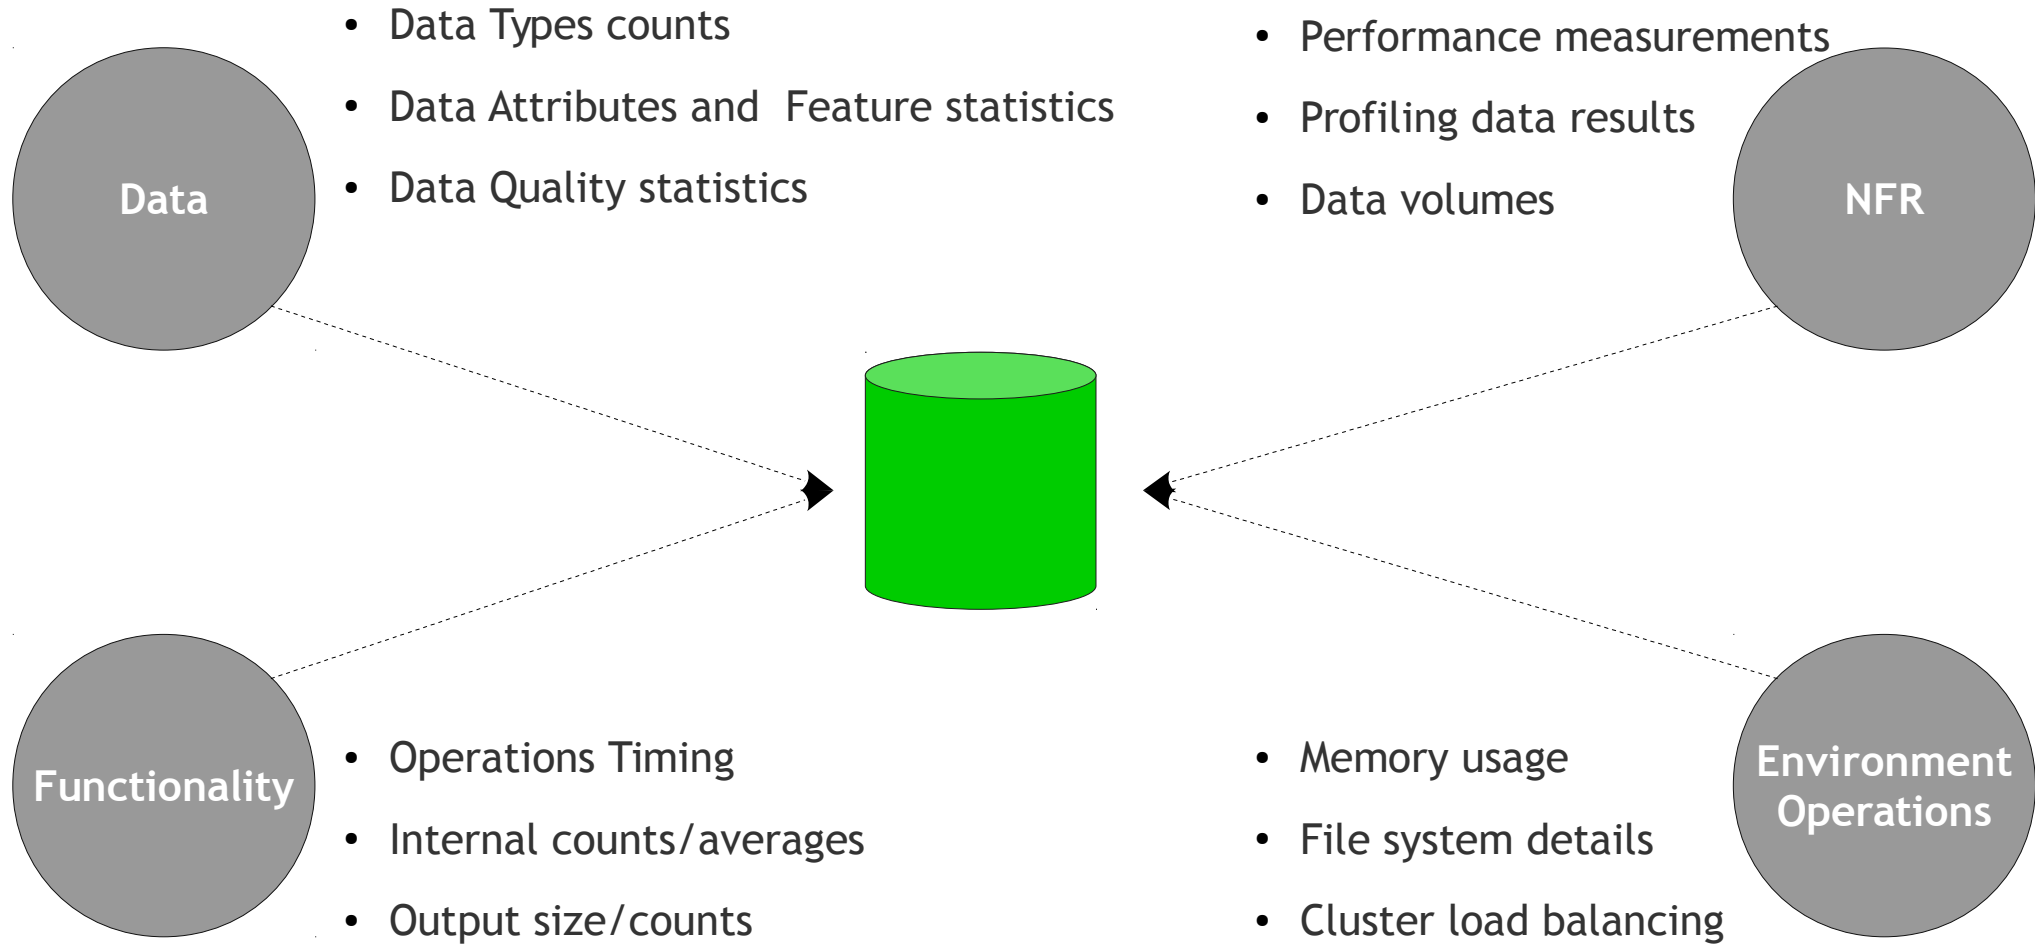 • Data Types counts
• Data Attributes and  Feature statistics
• Data Quality statistics
Data
• Performance measurements
• Profiling data results
• Data volumes
NFR
Functionality
• Operations Timing
• Internal counts/averages
• Output size/counts
• Memory usage
• File system details
• Cluster load balancing
Environment
Operations